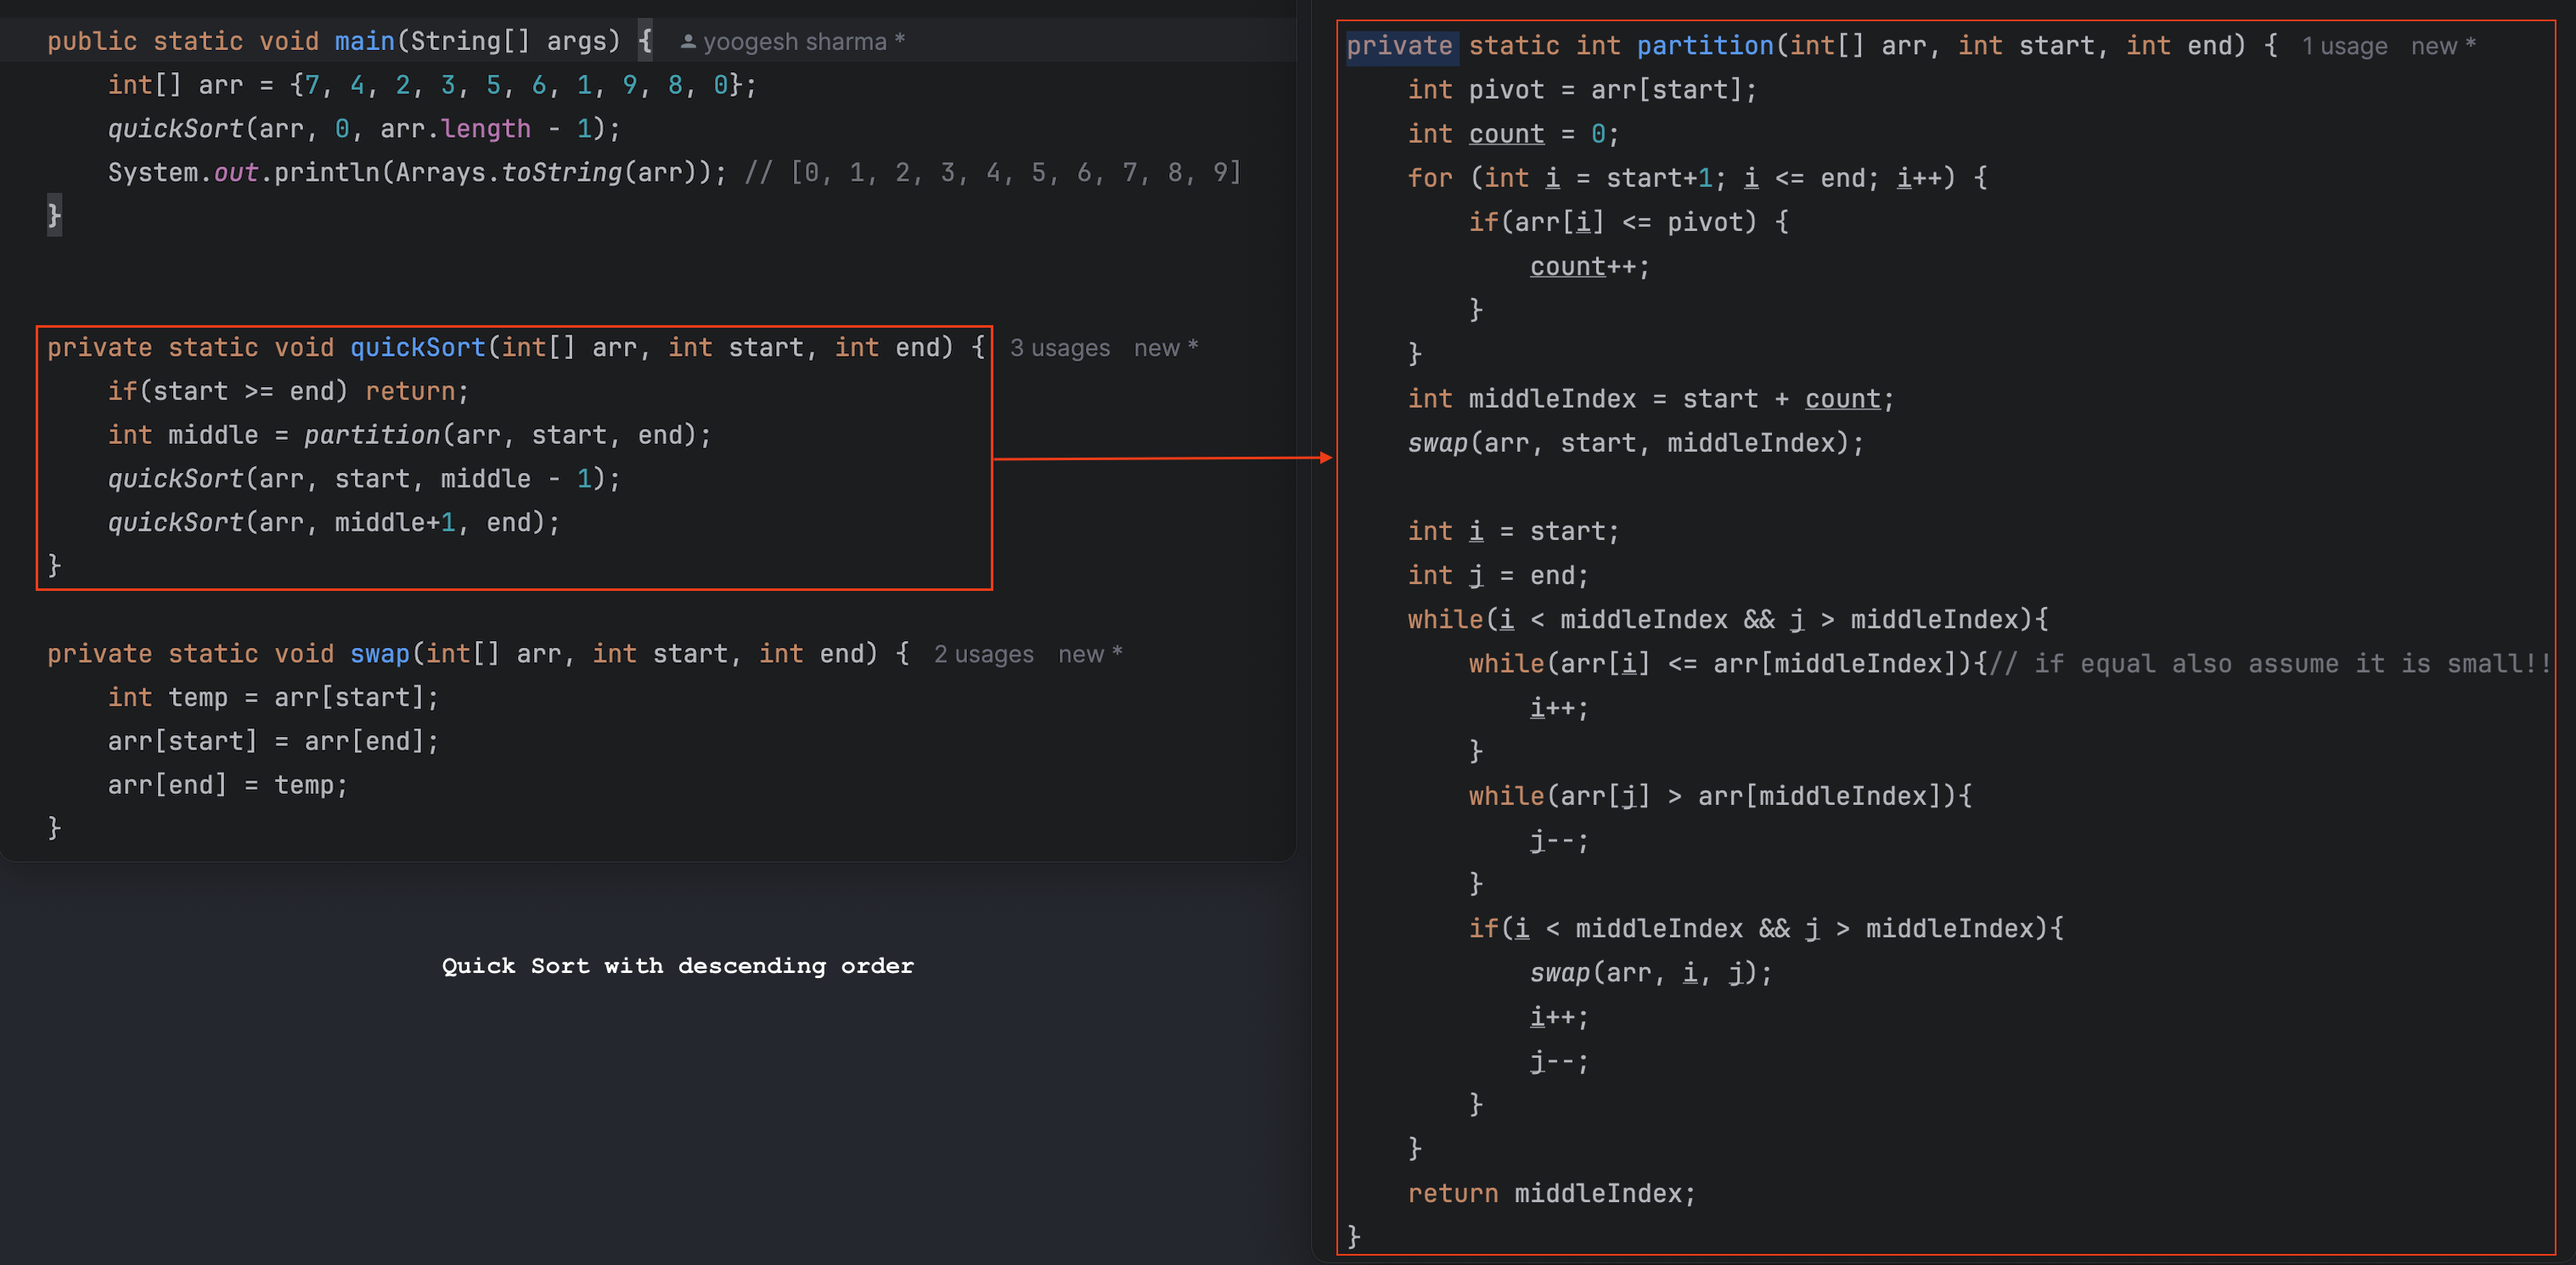 public static void main(String[] args) { yoogesh sharma *
    int[] arr = {7, 4, 2, 3, 5, 6, 1, 9, 8, 0};
    quickSort(arr, 0, arr.length - 1);
    System.out.println(Arrays.toString(arr)); // [0, 1, 2, 3, 4, 5, 6, 7, 8, 9]
}
private static void quickSort(int[] arr, int start, int end) { 3 usages new *
    if(start >= end) return;
    int middle = partition(arr, start, end);
    quickSort(arr, start, middle - 1);
    quickSort(arr, middle+1, end);
}
private static void swap(int[] arr, int start, int end) { 2 usages new *
    int temp = arr[start];
    arr[start] = arr[end];
    arr[end] = temp;
}
Quick Sort with descending order
private static int partition(int[] arr, int start, int end) { 1 usage new *
    int pivot = arr[start];
    int count = 0;
    for (int i = start+1; i <= end; i++) {
        if(arr[i] <= pivot) {
            count++;
        }
    }
    int middleIndex = start + count;
    swap(arr, start, middleIndex);
    int i = start;
    int j = end;
    while(i < middleIndex && j > middleIndex){
        while(arr[i] <= arr[middleIndex]){// if equal also assume it is small!!
            i++;
        }
        while(arr[j] > arr[middleIndex]){
            j--;
        }
        if(i < middleIndex && j > middleIndex){
            swap(arr, i, j);
            i++;
            j--;
        }
    }
    return middleIndex;
}